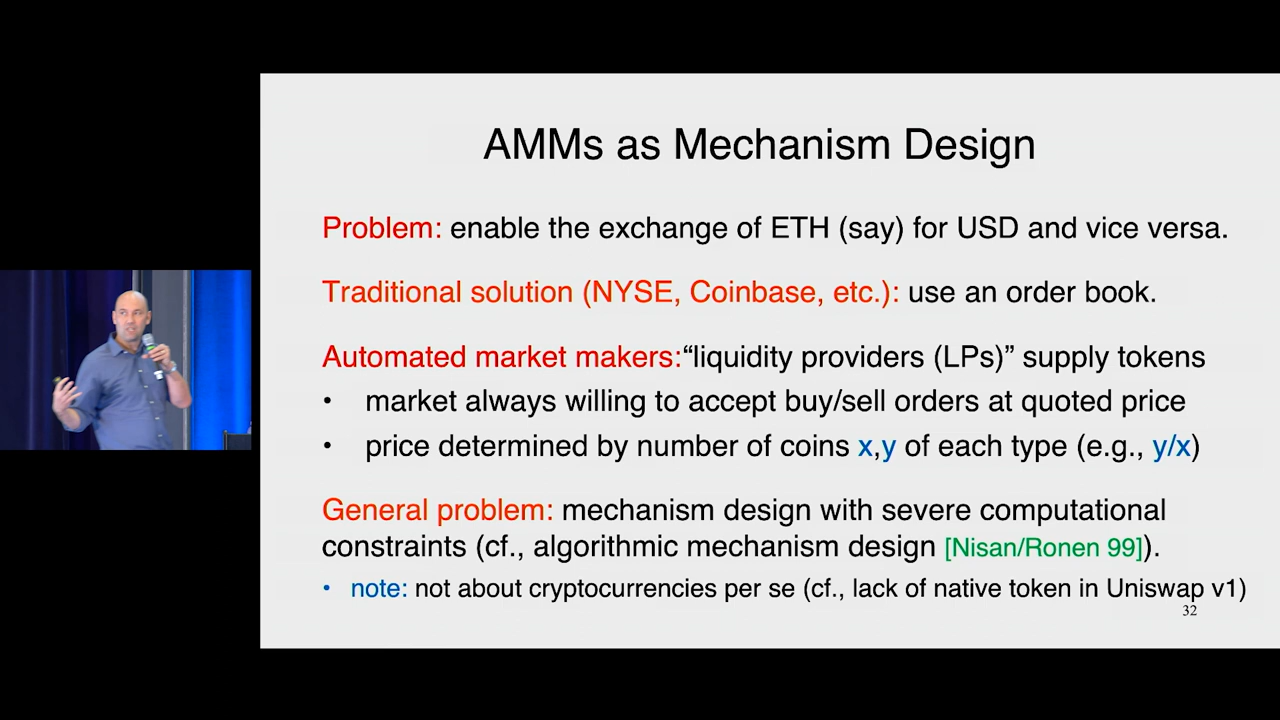 AMMs as Mechanism Design
Problem: enable the exchange of ETH (say) for USD and vice versa.
Traditional solution (NYSE, Coinbase, etc.): use an order book.
Automated market makers:“liquidity providers (LPs)” supply tokens
• market always willing to accept buy/sell orders at quoted price
• price determined by number of coins x,y of each type (e.g., y/x)
General problem: mechanism design with severe computational
constraints (cf., algorithmic mechanism design [Nisan/Ronen 99]).
• note: not about cryptocurrencies per se (cf., lack of native token in Uniswap v1)
32